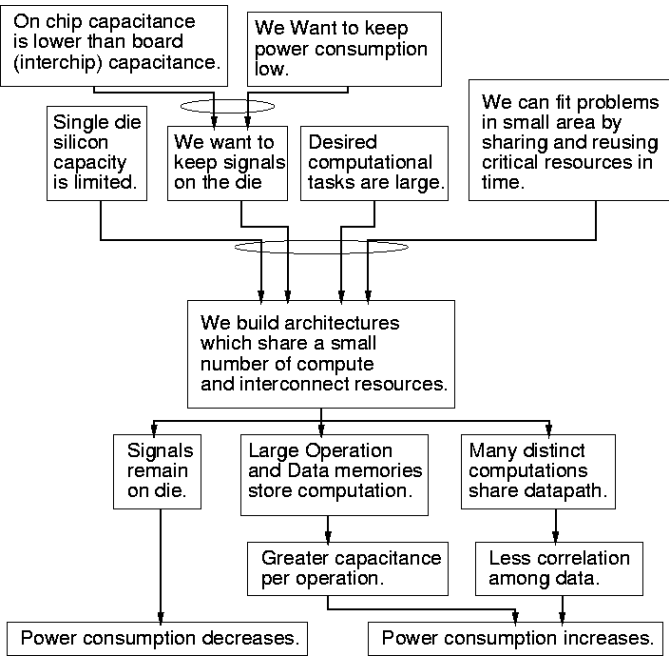 On chip capacitance
is lower than board
(interchip) capacitance.
We Want to keep
power consumption
low.
We can fit problems
in small area by
sharing and reusing
critical resources in
time.
Single die
silicon
capacity
is limited.
We want to
keep signals
on the die
Desired
computational
tasks are large.
We build architectures
which share a small
number of compute
and interconnect resources.
Signals
remain
on die.
Large Operation
and Data memories
store computation.
Many distinct
computations
share datapath.
Greater capacitance
per operation.
Less correlation
among data.
Power consumption decreases.
Power consumption increases.